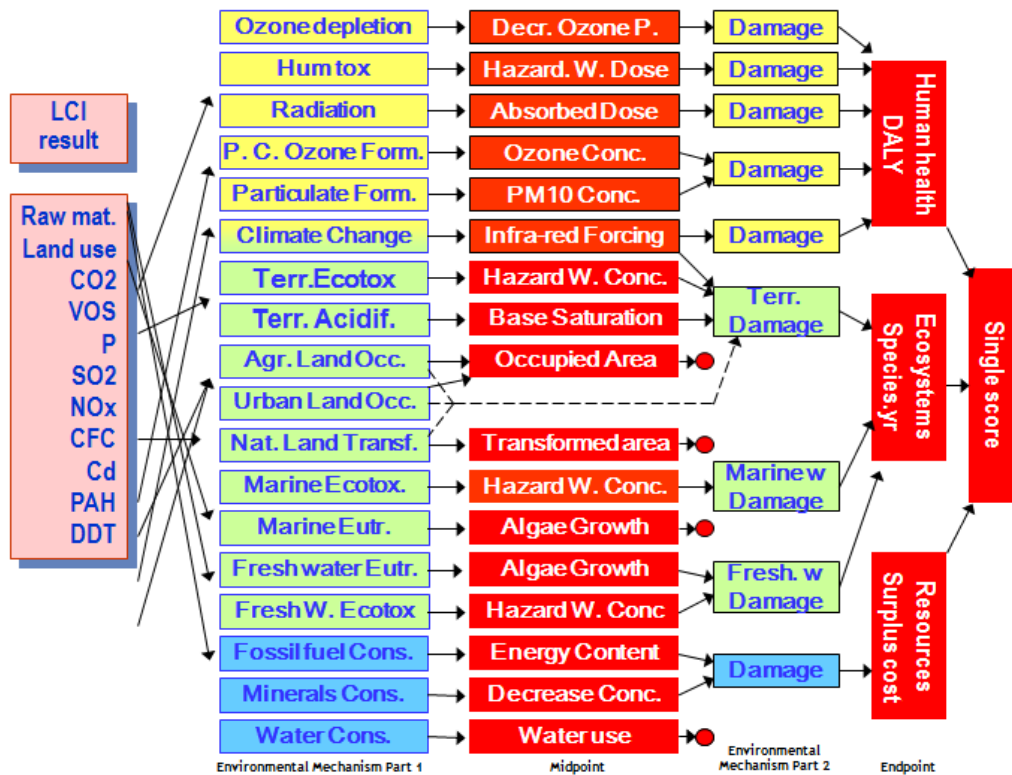 LCI
result
Raw mat.
Land use
CO2
VOS
P
SO2
NOx
CFC
Cd
PAH
DDT
Ozone depletion
Hum tox
Radiation
P. C. Ozone Form.
Particulate Form.
Climate Change
Terr.Ecotox
Terr. Acidif.
Agr. Land Occ.
Urban Land Occ.
Nat. Land Transf.
Marine Ecotox.
Marine Eutr.
Freshwater Eutr.
Fresh W. Ecotox
Fossil fuel Cons.
Minerals Cons.
Water Cons.
Environmental Mechanism Part 1
Decr. Ozone P.
Hazard. W. Dose
Absorbed Dose
Ozone Conc.
PM10 Conc.
Infra-red Forcing
Hazard W. Conc.
Base Saturation
Occupied Area
Transformed area
Hazard W. Conc.
Algae Growth
Algae Growth
Hazard W. Conc
Energy Content
Decrease Conc.
Water use
Midpoint
Damage
Damage
Damage
Damage
Damage
Terr.
Damage
Marine w
Damage
Fresh. w
Damage
Damage
Environmental
Mechanism Part 2
Human health
DALY
Ecosystems
Species.yr
Resources
Surplus cost
Endpoint
Single score